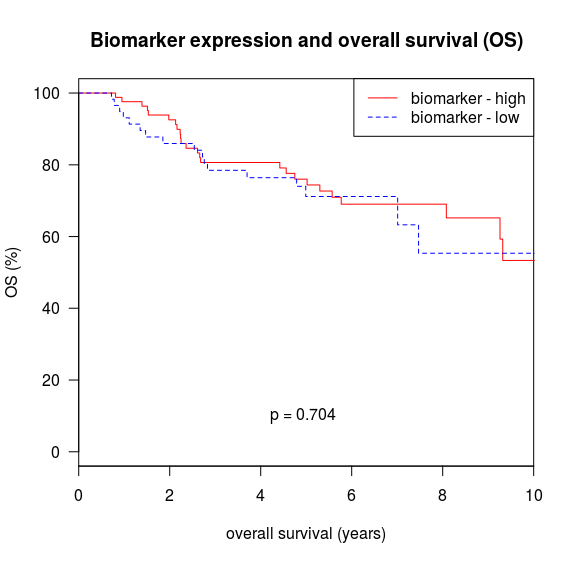 Biomarker expression and overall survival (OS)
biomarker - high
biomarker - low
OS (%)
100
80
60
40
20
0
p = 0.704
0 2 4 6 8 10
overall survival (years)